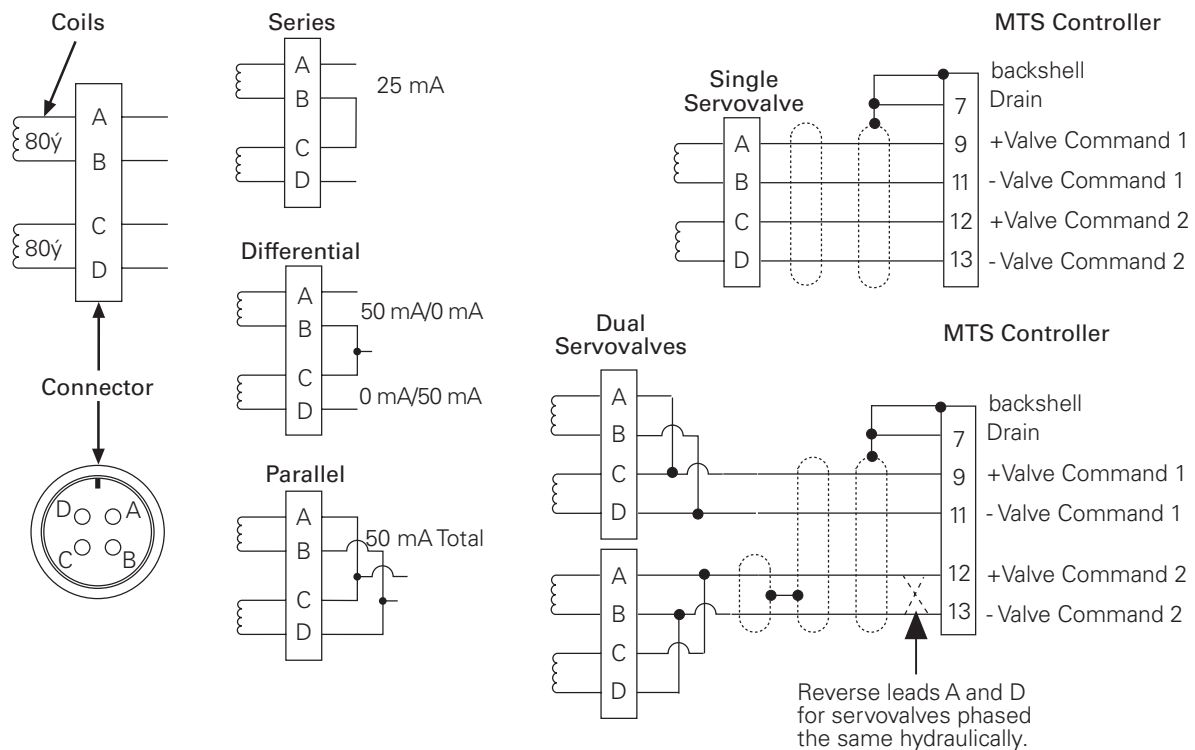 Coils
A
80ý
B
C
80ý
D
Connector
D
A
C
B
Series
A
25 mA
B
C
D
Differential
A
50 mA/0 mA
B
C
0 mA/50 mA
D
Parallel
A
50 mA Total
B
C
D
MTS Controller
Single
Servovalve
backshell
7
Drain
A
9
+Valve Command 1
B
11
- Valve Command 1
C
12
+Valve Command 2
D
13
- Valve Command 2
Dual
Servovalves
MTS Controller
backshell
7
Drain
A
B
C
9
+Valve Command 1
D
11
- Valve Command 1
A
12
+Valve Command 2
B
13
- Valve Command 2
C
D
Reverse leads A and D
for servovalves phased
the same hydraulically.